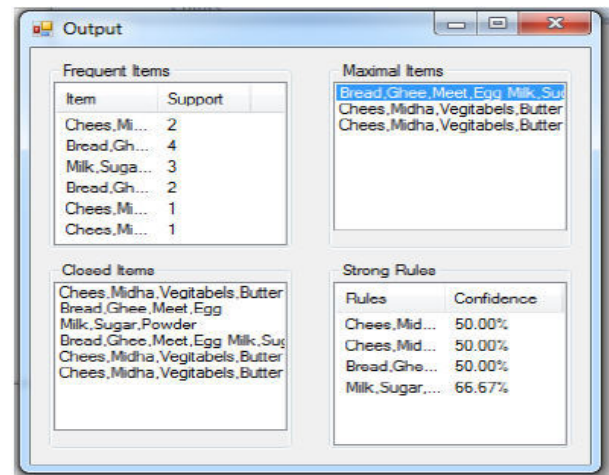 Output
Frequent Items
Item Support
Chees,Mi... 2
Bread,Gh... 4
Milk,Suga... 3
Bread,Gh... 2
Chees,Mi... 1
Chees,Mi... 1
Maximal Items
Bread,Ghee,Meet,Egg Milk,Suc
Chees,Midha,Vegitabels,Butter
Chees,Midha,Vegitabels,Butter
Closed Items
Chees,Midha,Vegitabels,Butter
Bread,Ghee,Meet,Egg
Milk,Sugar,Powder
Bread,Ghee,Meet,Egg Milk,Sug
Chees,Midha,Vegitabels,Butter
Chees,Midha,Vegitabels,Butter
Strong Rules
Rules Confidence
Chees,Mid... 50.00%
Chees,Mid... 50.00%
Bread,Ghe... 50.00%
Milk,Sugar,... 66.67%